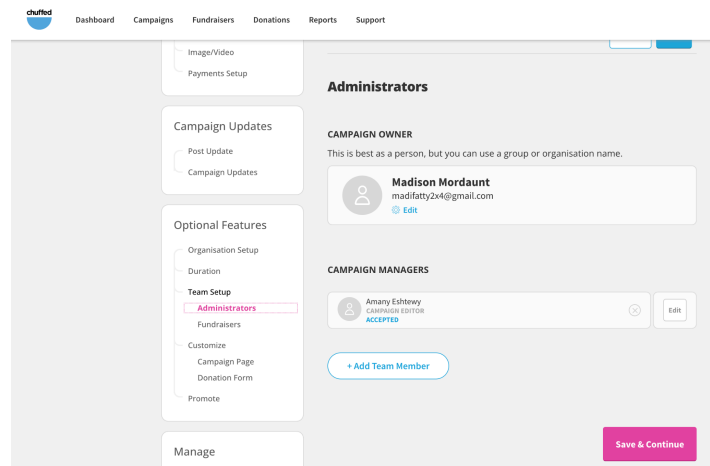 chuffed
Dashboard Campaigns Fundraisers Donations Reports Support
Image/Video
Payments Setup
Campaign Updates
Post Update
Campaign Updates
Optional Features
Organisation Setup
Duration
Team Setup
Administrators
Fundraisers
Customize
Campaign Page
Donation Form
Promote
Manage
Administrators
CAMPAIGN OWNER
This is best as a person, but you can use a group or organisation name.
Madison Mordaunt
madifatty2x4@gmail.com
Edit
CAMPAIGN MANAGERS
Amany Eshtewy
CAMPAIGN EDITOR
ACCEPTED
Edit
+ Add Team Member
Save & Continue